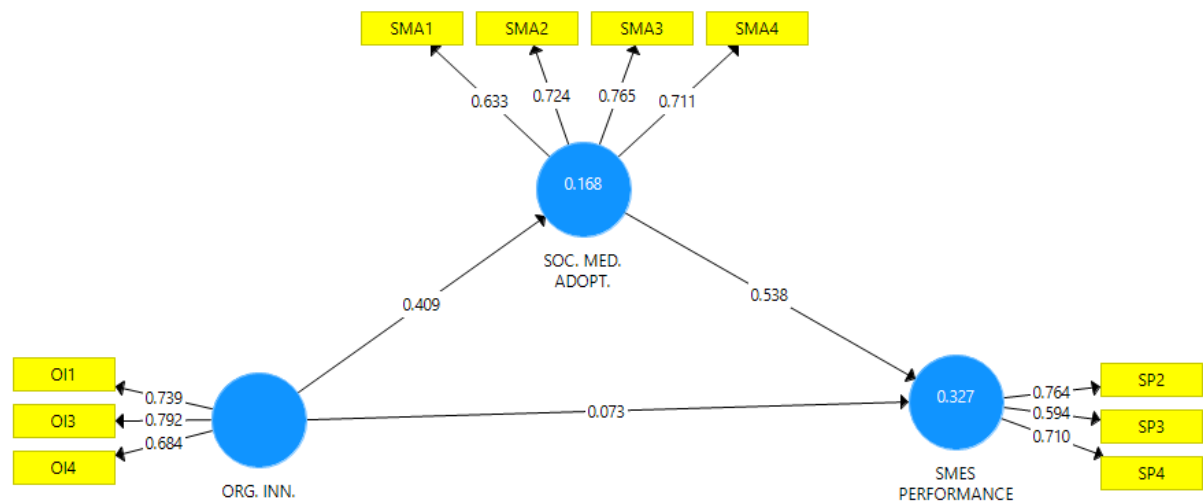 SMA1 SMA2 SMA3 SMA4
0.633 0.724 0.765 0.711
0.168
SOC. MED.
ADOPT.
0.409 0.538
OI1
OI3
OI4
0.739
0.792
0.684
ORG. INN.
0.073
0.327
SMES
PERFORMANCE
0.764
0.594
0.710
SP2
SP3
SP4